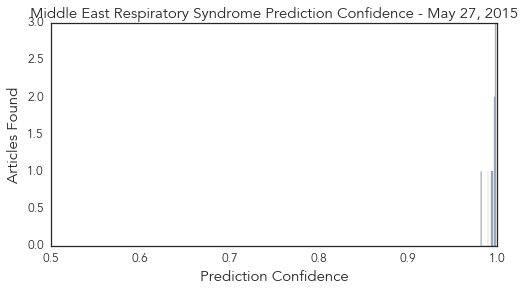 Middle East Respiratory Syndrome Prediction Confidence - May 27, 2015
3.0
2.5
2.0
1.5
1.0
0.5
0.0
Articles Found
0.5 0.6 0.7 0.8 0.9 1.0
Prediction Confidence